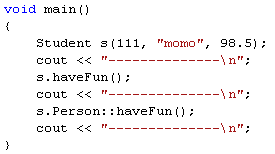 void main()
{
    Student s(111, "momo", 98.5);
    cout << "--------------\n";
    s.haveFun();
    cout << "--------------\n";
    s.Person::haveFun();
    cout << "--------------\n";
}